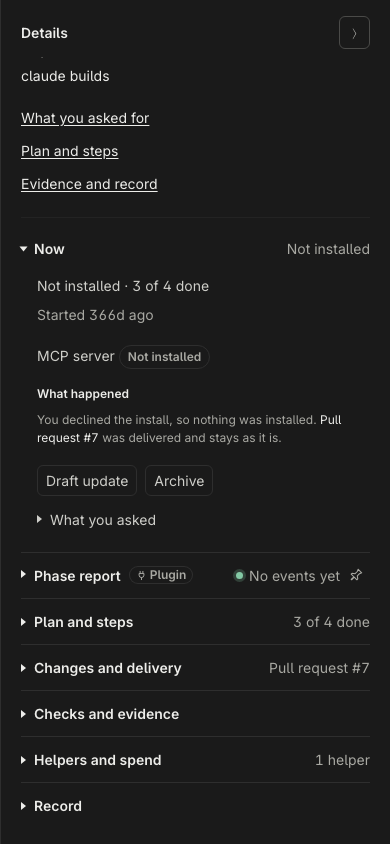 Details
claude builds
What you asked for
Plan and steps
Evidence and record
Now Not installed
Not installed · 3 of 4 done
Started 366d ago
MCP server Not installed
What happened
You declined the install, so nothing was installed. Pull
request #7 was delivered and stays as it is.
Draft update Archive
What you asked
Phase report Plugin No events yet
Plan and steps 3 of 4 done
Changes and delivery Pull request #7
Checks and evidence
Helpers and spend 1 helper
Record